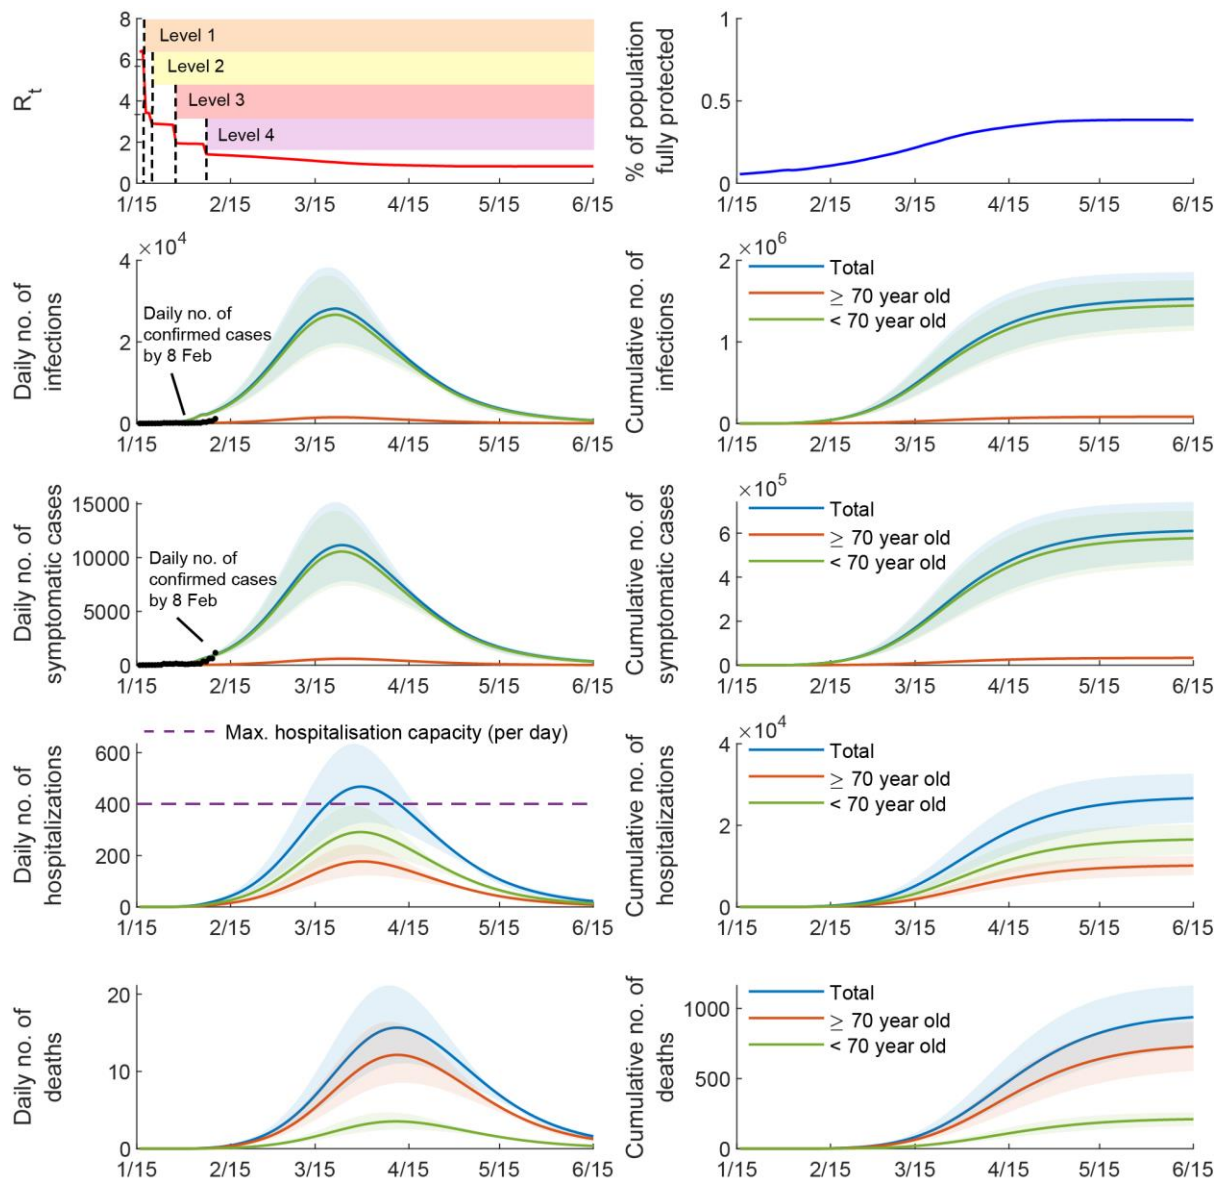 8
6
4
2
0
R_t
Level 1
Level 2
Level 3
Level 4
1/15 2/15 3/15 4/15 5/15 6/15
% of population
fully protected
1
0.5
0
1/15 2/15 3/15 4/15 5/15 6/15
Daily no. of
infections
×10^4
4
2
0
Daily no. of
confirmed cases
by 8 Feb
1/15 2/15 3/15 4/15 5/15 6/15
Cumulative no. of
infections
×10^6
2
1
0
Total
≥ 70 year old
< 70 year old
1/15 2/15 3/15 4/15 5/15 6/15
Daily no. of
symptomatic cases
15000
10000
5000
0
Daily no. of
confirmed cases
by 8 Feb
1/15 2/15 3/15 4/15 5/15 6/15
Cumulative no. of
symptomatic cases
×10^5
6
4
2
0
Total
≥ 70 year old
< 70 year old
1/15 2/15 3/15 4/15 5/15 6/15
Daily no. of
hospitalizations
Max. hospitalisation capacity (per day)
600
400
200
0
1/15 2/15 3/15 4/15 5/15 6/15
Cumulative no. of
hospitalizations
×10^4
4
2
0
Total
≥ 70 year old
< 70 year old
1/15 2/15 3/15 4/15 5/15 6/15
Daily no. of
deaths
20
10
0
1/15 2/15 3/15 4/15 5/15 6/15
Cumulative no. of
deaths
1000
500
0
Total
≥ 70 year old
< 70 year old
1/15 2/15 3/15 4/15 5/15 6/15